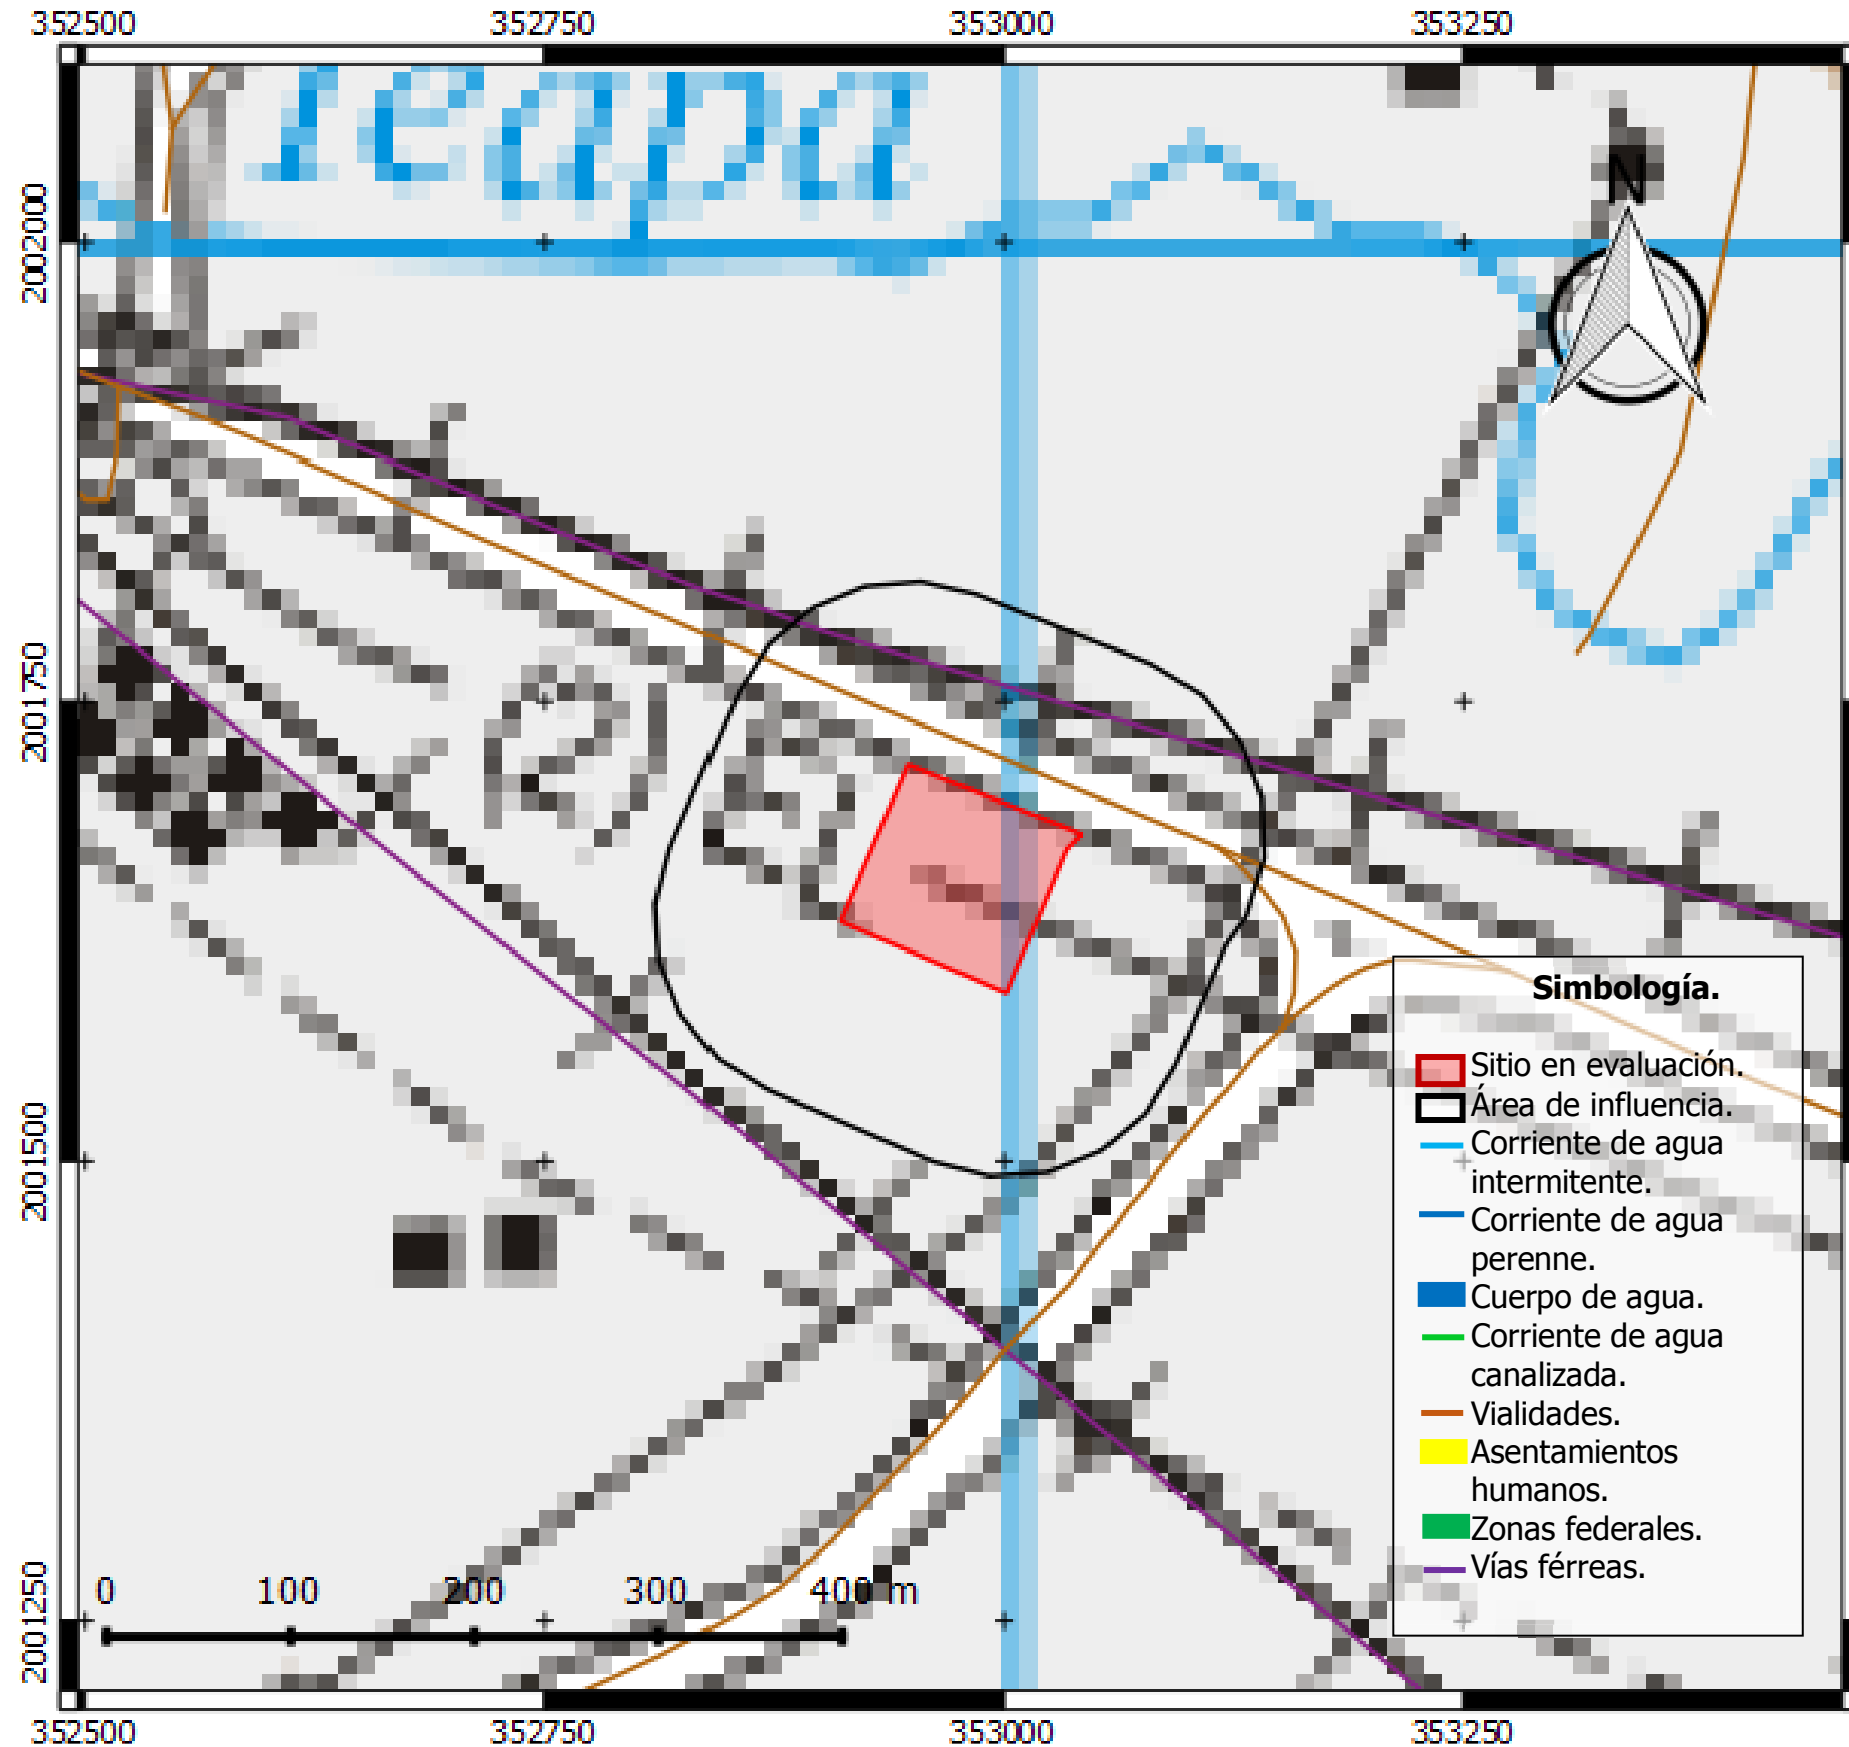 352500 352750 353000 353250
Teapa
N
2002000
2001750
2001500
2001250
Simbología.
Sitio en evaluación.
Área de influencia.
Corriente de agua
intermitente.
Corriente de agua
perenne.
Cuerpo de agua.
Corriente de agua
canalizada.
Vialidades.
Asentamientos
humanos.
Zonas federales.
Vías férreas.
0 100 200 300 400 m
352500 352750 353000 353250